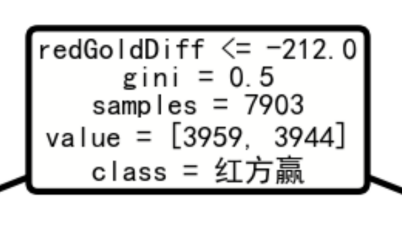 redGoldDiff <= -212.0
gini = 0.5
samples = 7903
value = [3959, 3944]
class = 红方赢